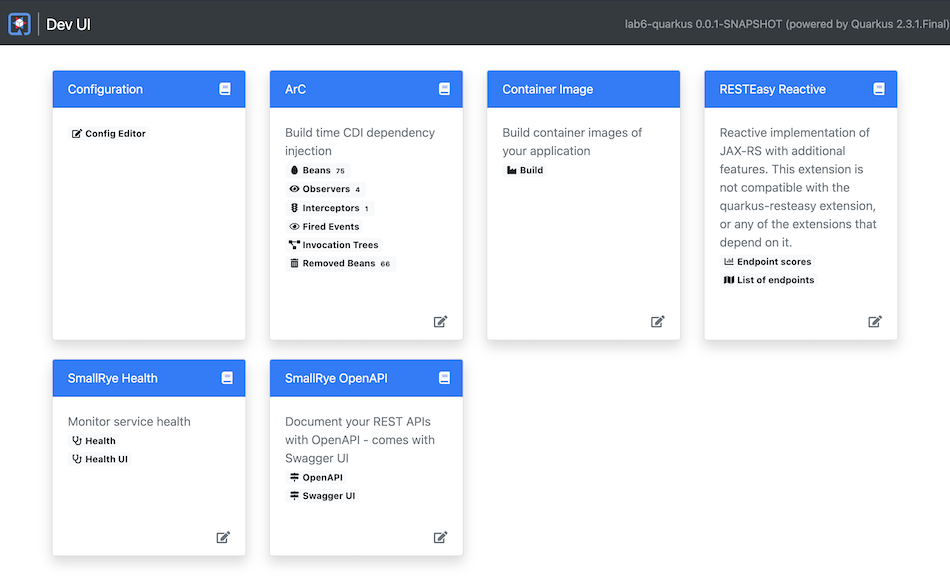 Dev UI
lab6-quarkus 0.0.1-SNAPSHOT (powered by Quarkus 2.3.1.Final)
Configuration
Config Editor
ArC
Build time CDI dependency
injection
Beans 75
Observers 4
Interceptors 1
Fired Events
Invocation Trees
Removed Beans 66
Container Image
Build container images of
your application
Build
RESTEasy Reactive
Reactive implementation of
JAX-RS with additional
features. This extension is
not compatible with the
quarkus-resteasy extension,
or any of the extensions that
depend on it.
Endpoint scores
List of endpoints
SmallRye Health
Monitor service health
Health
Health UI
SmallRye OpenAPI
Document your REST APIs
with OpenAPI - comes with
Swagger UI
OpenAPI
Swagger UI